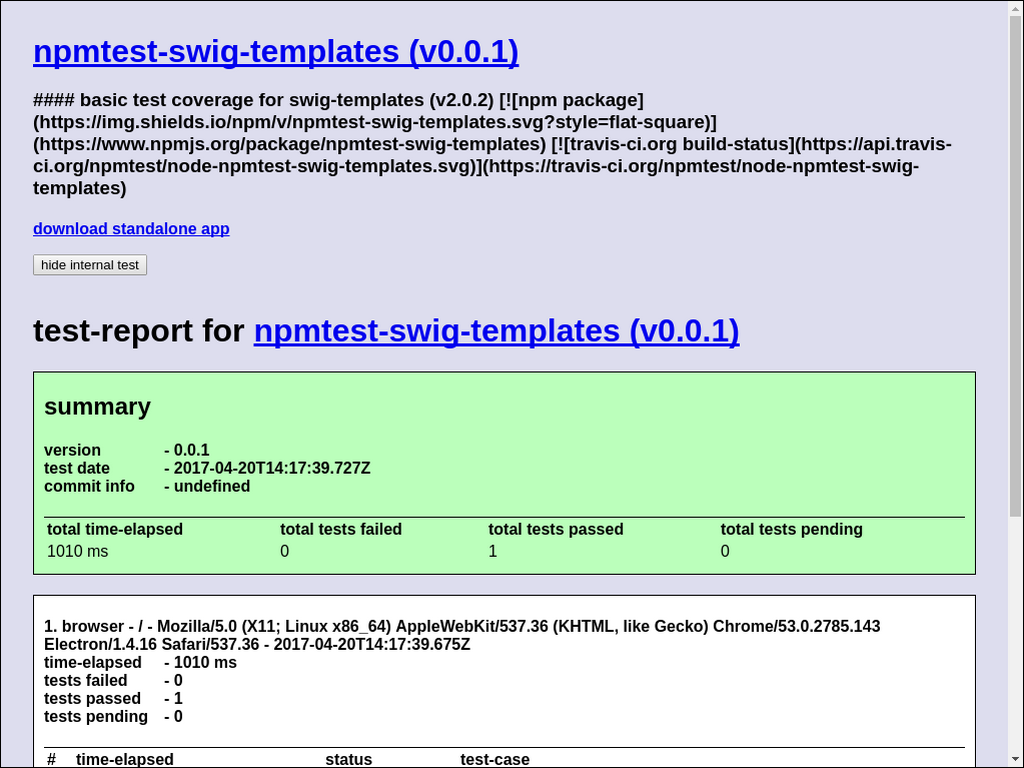 npmtest-swig-templates (v0.0.1)
#### basic test coverage for swig-templates (v2.0.2) [![npm package]
(https://img.shields.io/npm/v/npmtest-swig-templates.svg?style=flat-square)]
(https://www.npmjs.org/package/npmtest-swig-templates) [![travis-ci.org build-status](https://api.travis-
ci.org/npmtest/node-npmtest-swig-templates.svg)](https://travis-ci.org/npmtest/node-npmtest-swig-
templates)
download standalone app
hide internal test
test-report for npmtest-swig-templates (v0.0.1)
summary
version - 0.0.1
test date - 2017-04-20T14:17:39.727Z
commit info - undefined
total time-elapsed total tests failed total tests passed total tests pending
1010 ms 0 1 0
1. browser - / - Mozilla/5.0 (X11; Linux x86_64) AppleWebKit/537.36 (KHTML, like Gecko) Chrome/53.0.2785.143
Electron/1.4.16 Safari/537.36 - 2017-04-20T14:17:39.675Z
time-elapsed - 1010 ms
tests failed - 0
tests passed - 1
tests pending - 0
# time-elapsed status test-case